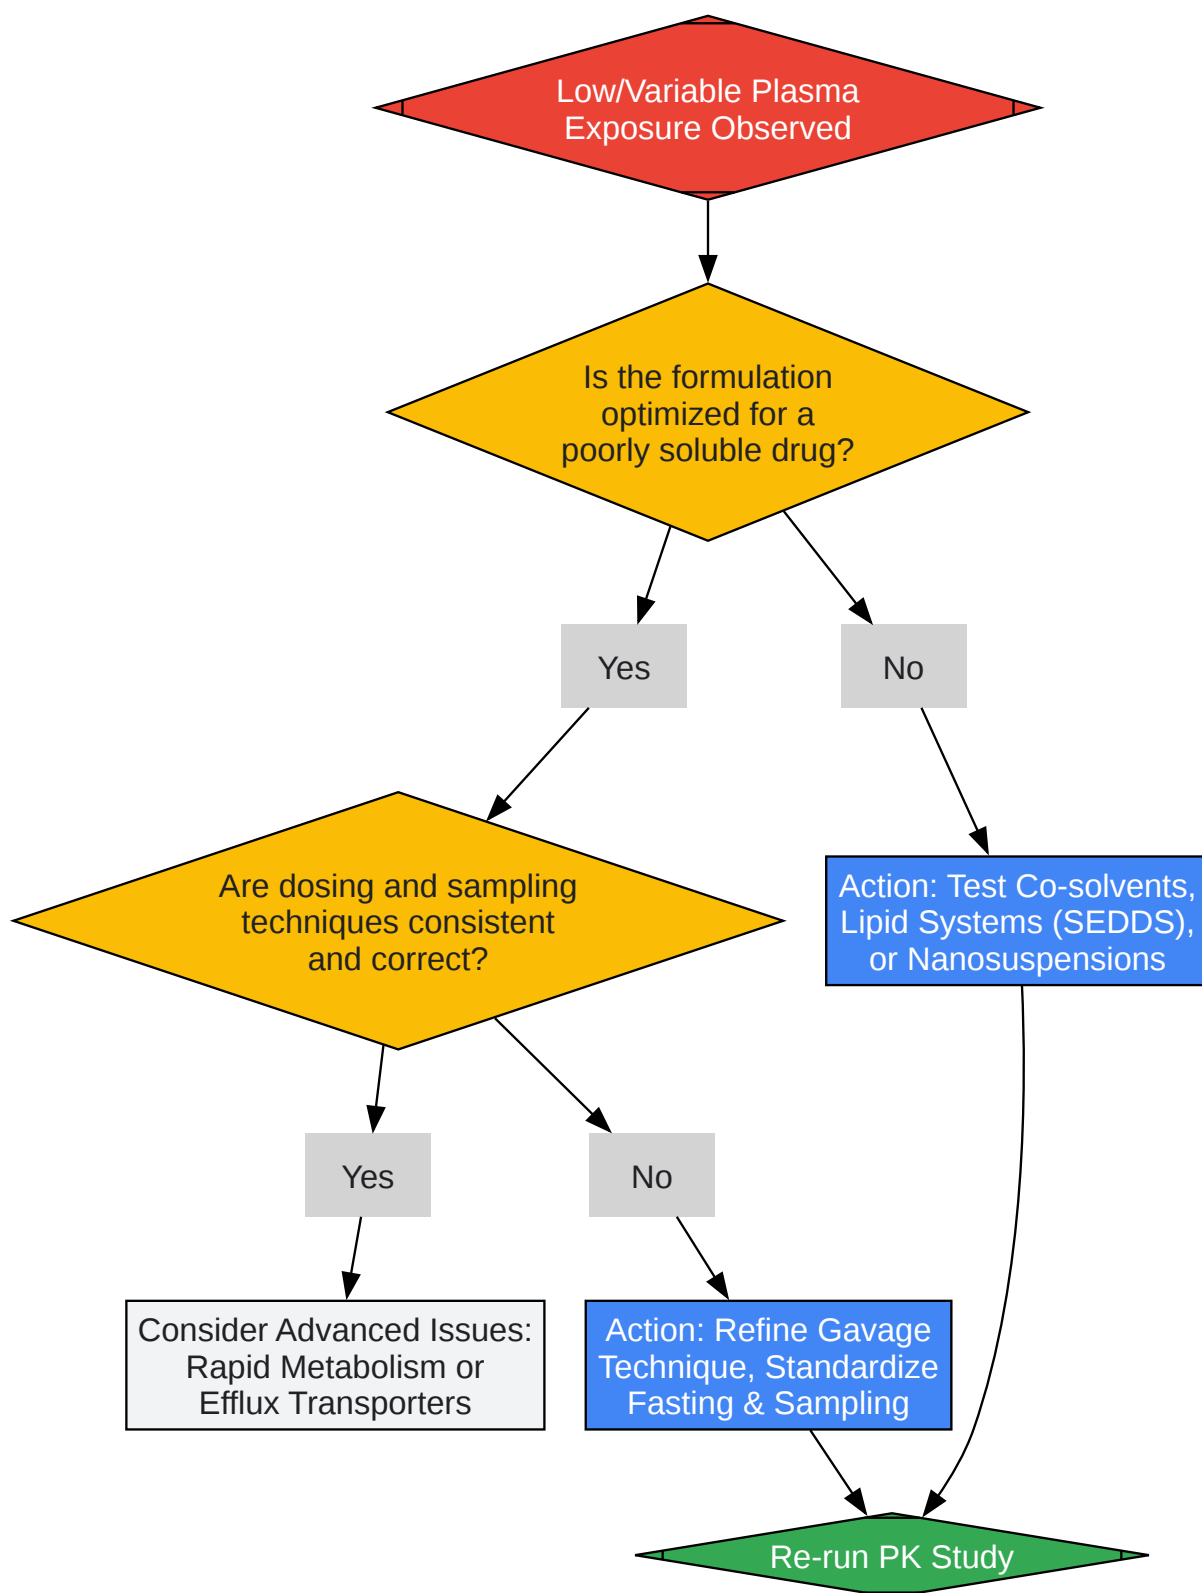 Low/Variable Plasma
Exposure Observed
Is the formulation
optimized for a
poorly soluble drug?
Yes
No
Are dosing and sampling
techniques consistent
and correct?
Action: Test Co-solvents,
Lipid Systems (SEDDS),
or Nanosuspensions
Yes
No
Consider Advanced Issues:
Rapid Metabolism or
Efflux Transporters
Action: Refine Gavage
Technique, Standardize
Fasting & Sampling
Re-run PK Study